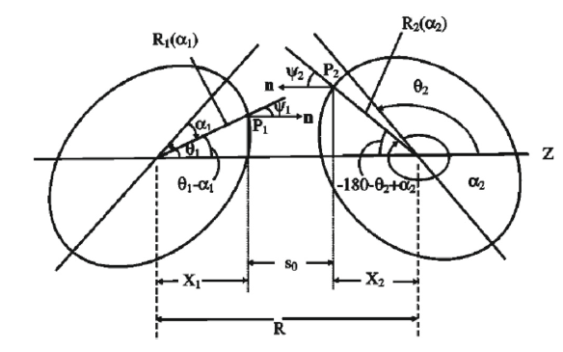 R₁(α₁)
R₂(α₂)
ψ₂
P₂
n
θ₂
α₁
ψ₁
P₁
n
θ₁
Z
θ₁-α₁
-180-θ₂+α₂
α₂
s₀
X₁
X₂
R